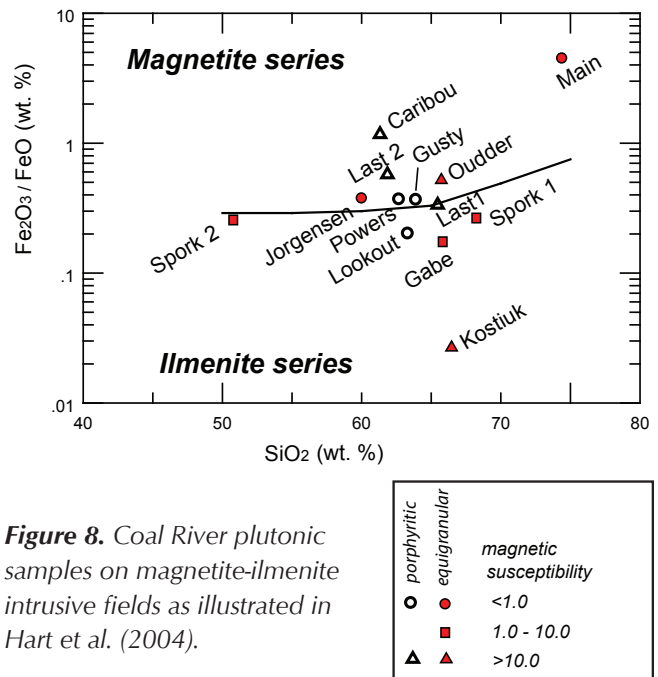 10
1
.1
.01
Fe2O3 / FeO (wt. %)
Magnetite series
Main
Caribou
Last 2
Gusty
Oudder
Jorgensen
Powers
Lookout
Last1
Spork 1
Spork 2
Gabe
Kostiuk
Ilmenite series
40
50
60
70
80
SiO2 (wt. %)
Figure 8. Coal River plutonic
samples on magnetite-ilmenite
intrusive fields as illustrated in
Hart et al. (2004).
porphyritic
equigranular
magnetic
susceptibility
<1.0
1.0 - 10.0
>10.0